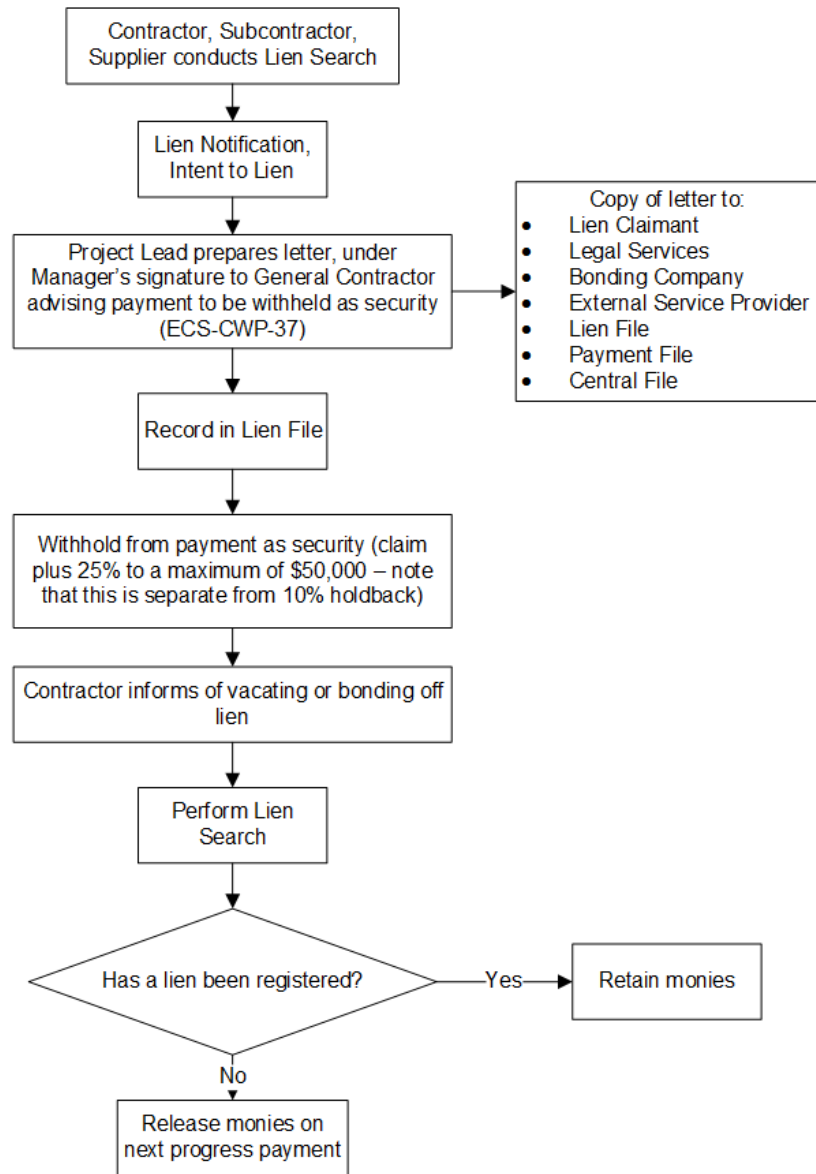 Contractor, Subcontractor,
Supplier conducts Lien Search
Lien Notification,
Intent to Lien
Project Lead prepares letter, under
Manager’s signature to General Contractor
advising payment to be withheld as security
(ECS-CWP-37)
Copy of letter to:
• Lien Claimant
• Legal Services
• Bonding Company
• External Service Provider
• Lien File
• Payment File
• Central File
Record in Lien File
Withhold from payment as security (claim
plus 25% to a maximum of $50,000 – note
that this is separate from 10% holdback)
Contractor informs of vacating or bonding off
lien
Perform Lien
Search
Has a lien been registered?
Yes
Retain monies
No
Release monies on
next progress payment